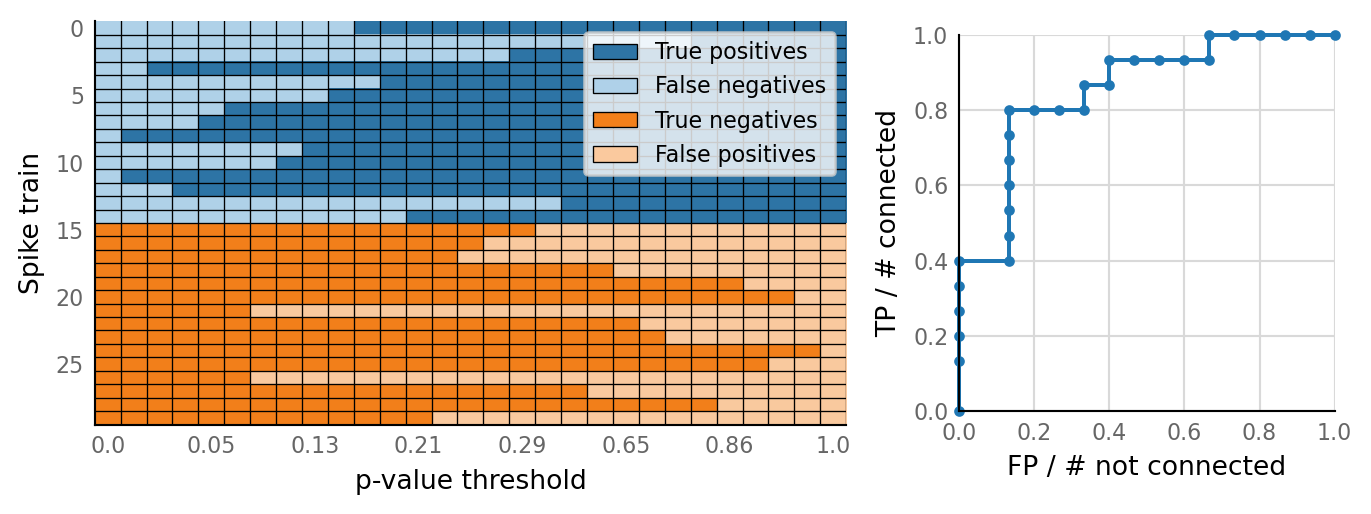 0
5
10
15
20
25
Spike train
True positives
False negatives
True negatives
False positives
0.0 0.05 0.13 0.21 0.29 0.65 0.86 1.0
p-value threshold
1.0
0.8
0.6
0.4
0.2
0.0
TP / # connected
0.0 0.2 0.4 0.6 0.8 1.0
FP / # not connected